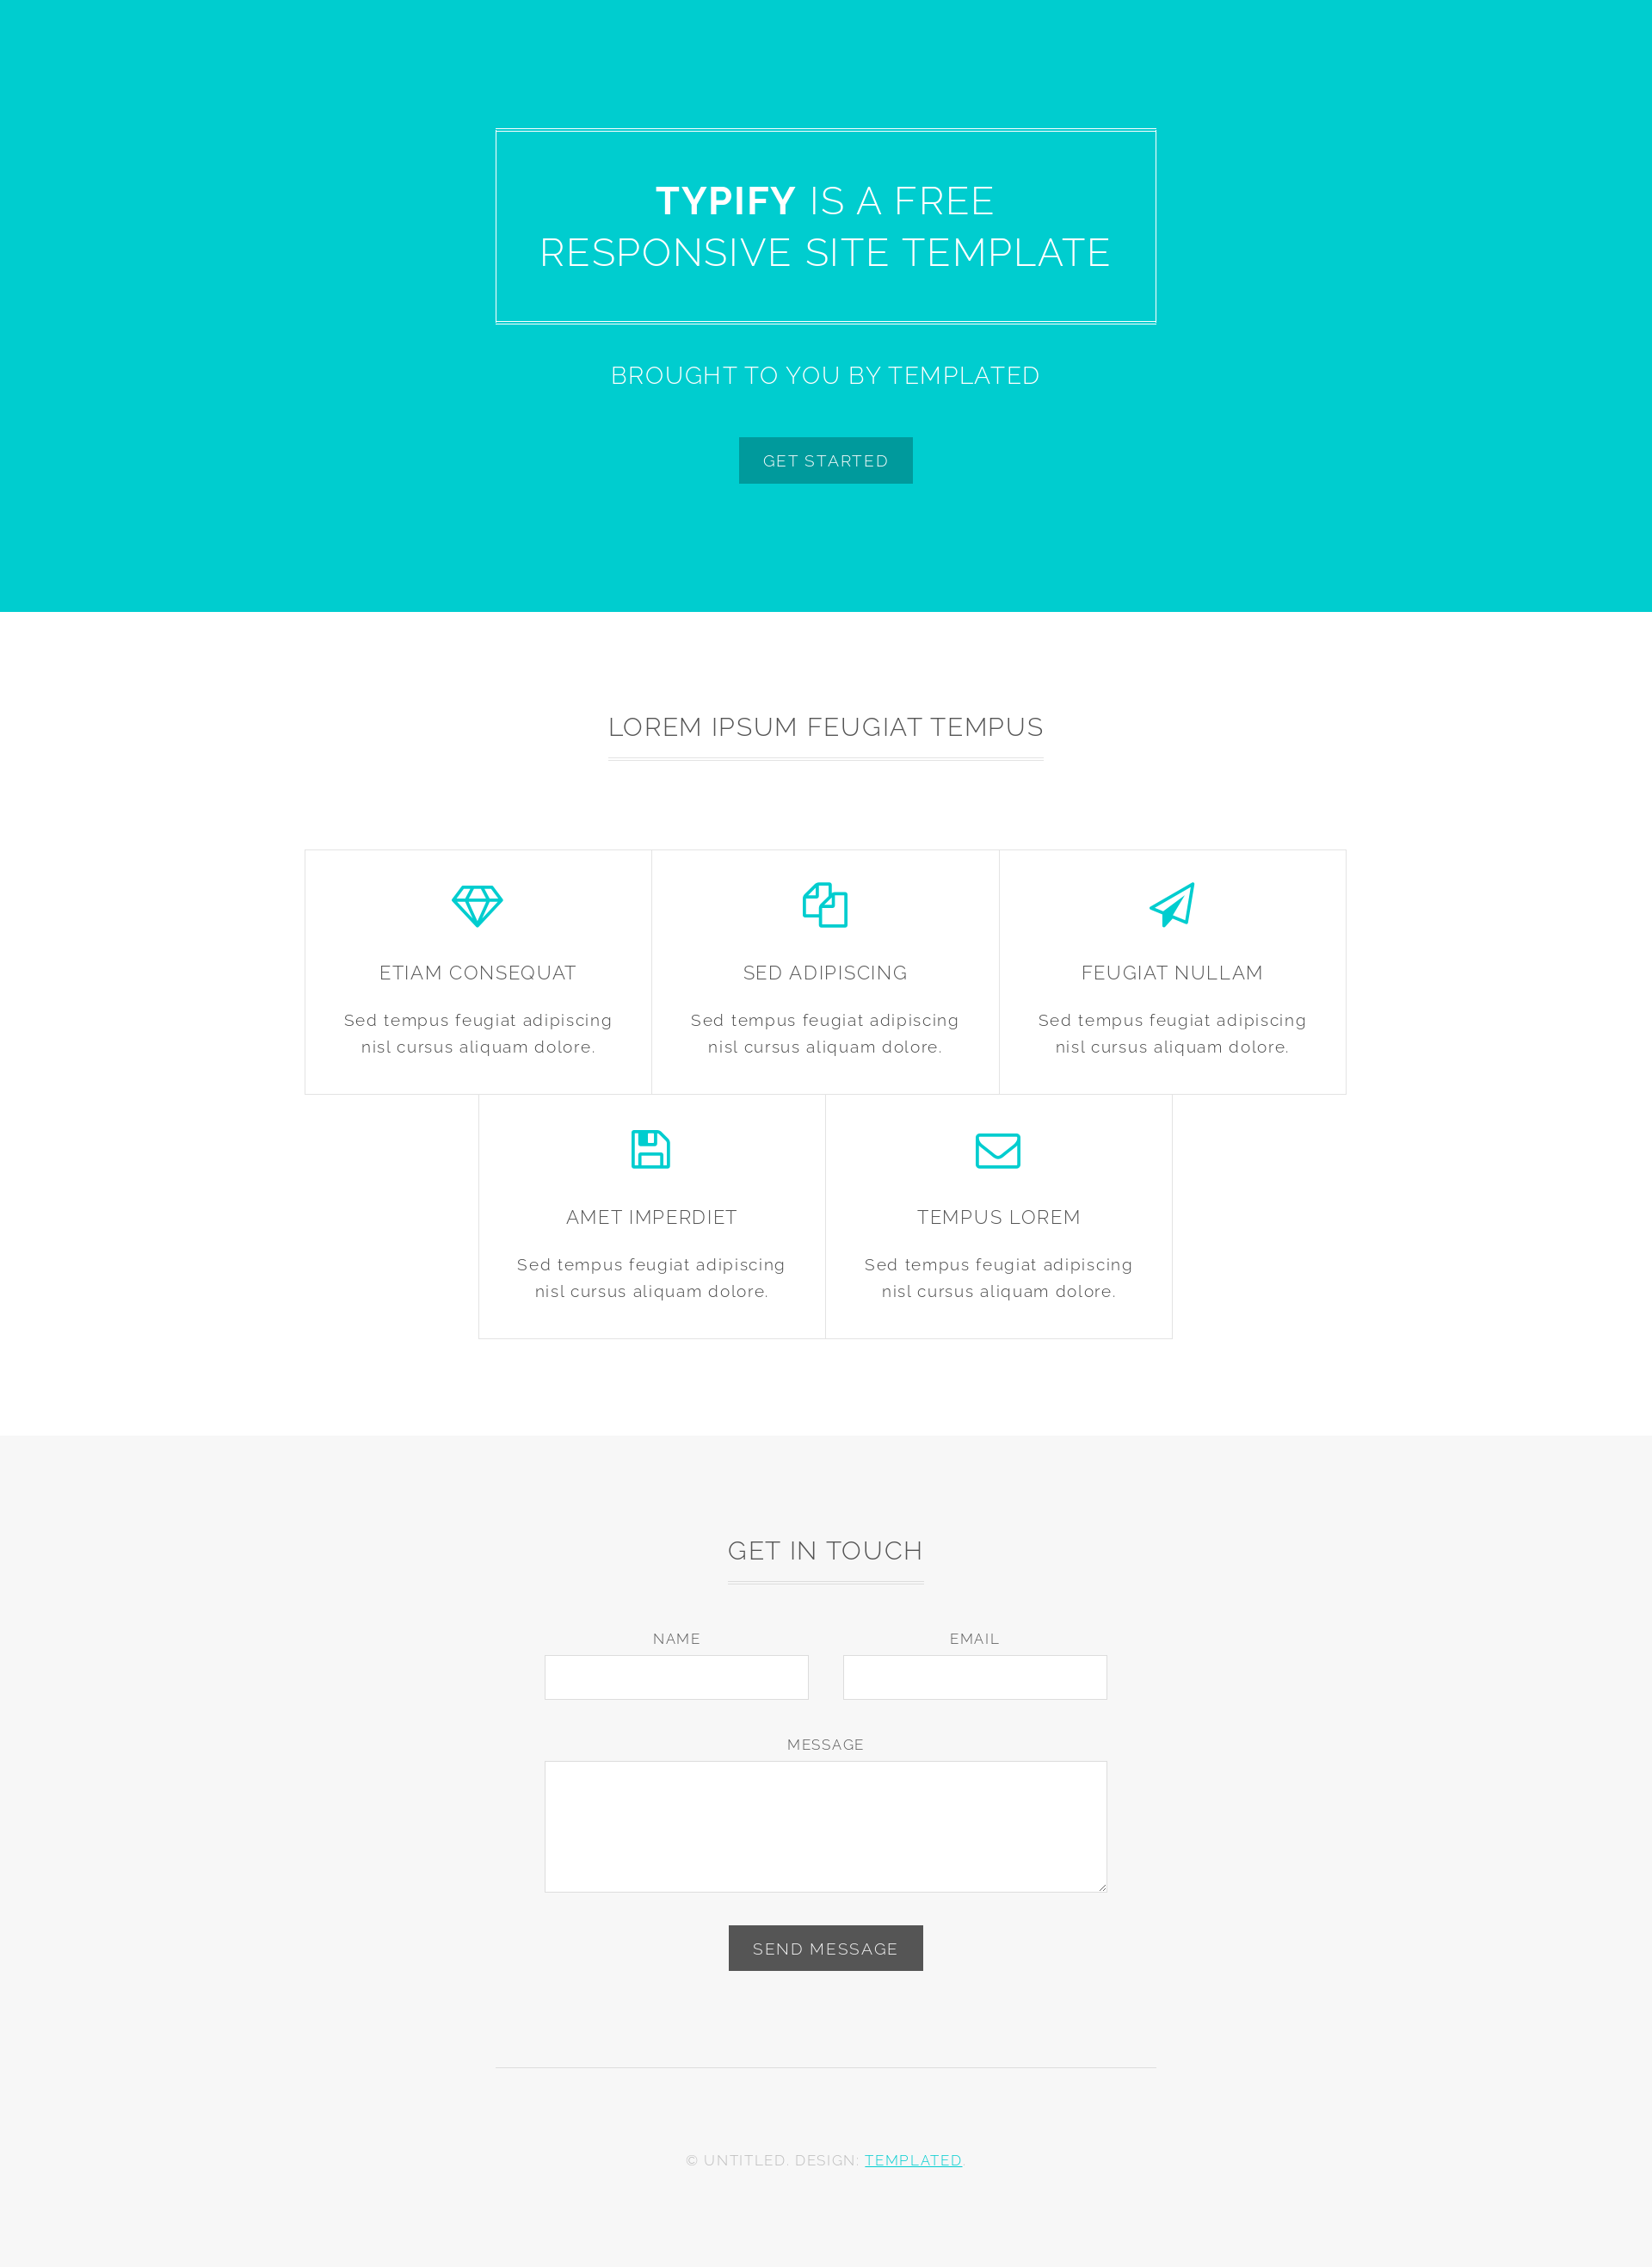 TYPIFY IS A FREE
RESPONSIVE SITE TEMPLATE
BROUGHT TO YOU BY TEMPLATED
GET STARTED
LOREM IPSUM FEUGIAT TEMPUS
ETIAM CONSEQUAT
Sed tempus feugiat adipiscing
nisl cursus aliquam dolore.
SED ADIPISCING
Sed tempus feugiat adipiscing
nisl cursus aliquam dolore.
FEUGIAT NULLAM
Sed tempus feugiat adipiscing
nisl cursus aliquam dolore.
AMET IMPERDIET
Sed tempus feugiat adipiscing
nisl cursus aliquam dolore.
TEMPUS LOREM
Sed tempus feugiat adipiscing
nisl cursus aliquam dolore.
GET IN TOUCH
NAME
EMAIL
MESSAGE
SEND MESSAGE
© UNTITLED. DESIGN: TEMPLATED.